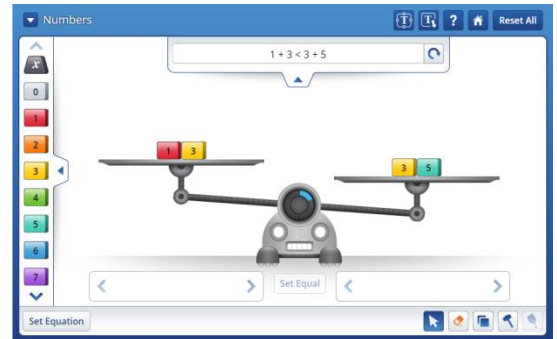 Numbers
T T ? Reset All
1 + 3 < 3 + 5
x
0
1
2
3
4
5
6
7
1 3
3 5
Set Equal
Set Equation